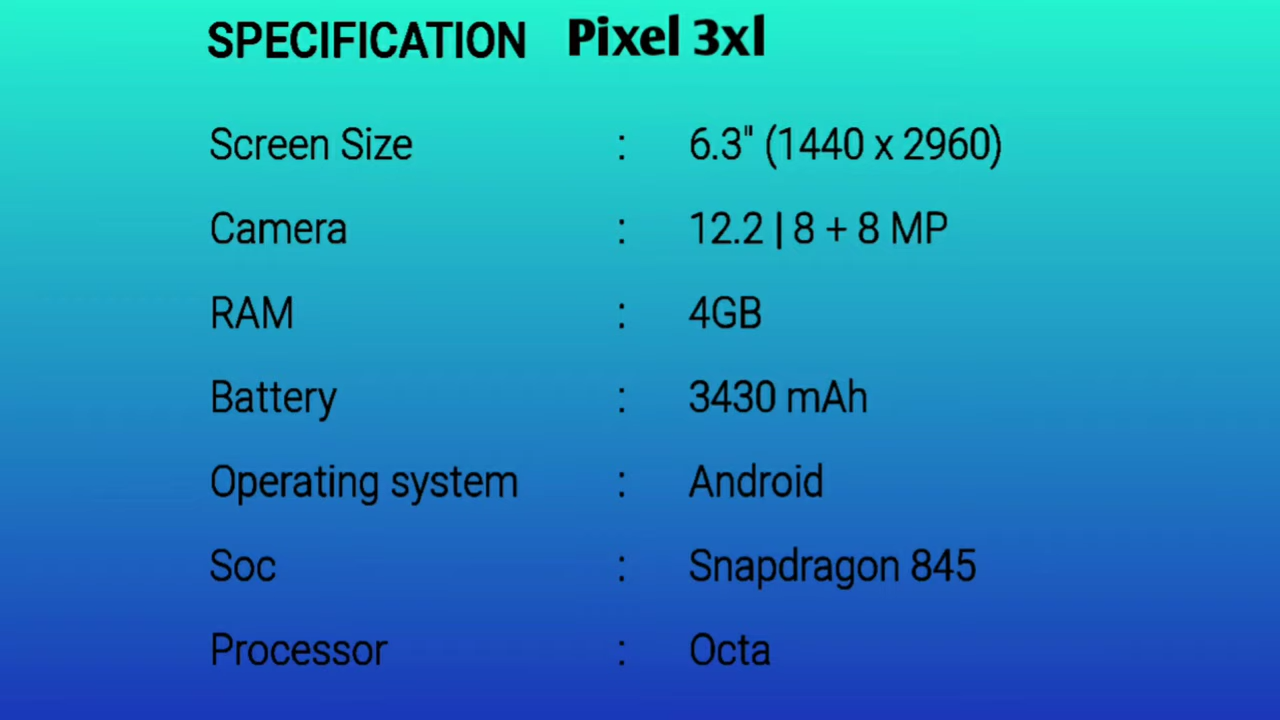 SPECIFICATION Pixel 3xl
Screen Size : 6.3" (1440 x 2960)
Camera : 12.2 | 8 + 8 MP
RAM : 4GB
Battery : 3430 mAh
Operating system : Android
Soc : Snapdragon 845
Processor : Octa